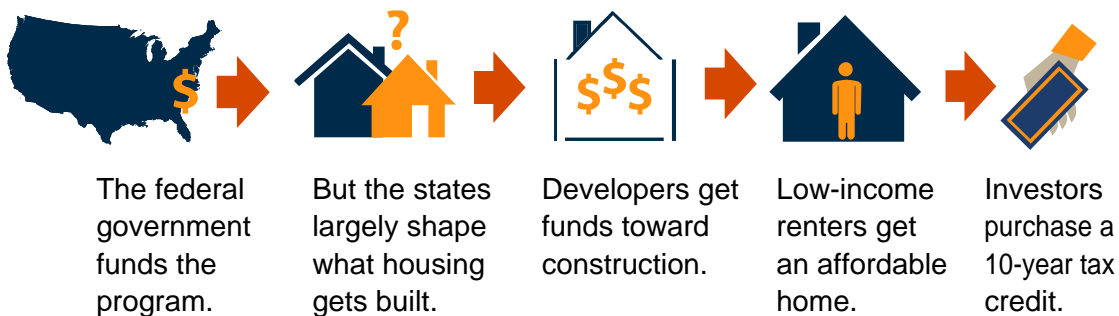 $
?
$$$
The federal
government
funds the
program.
But the states
largely shape
what housing
gets built.
Developers get
funds toward
construction.
Low-income
renters get
an affordable
home.
Investors
purchase a
10-year tax
credit.